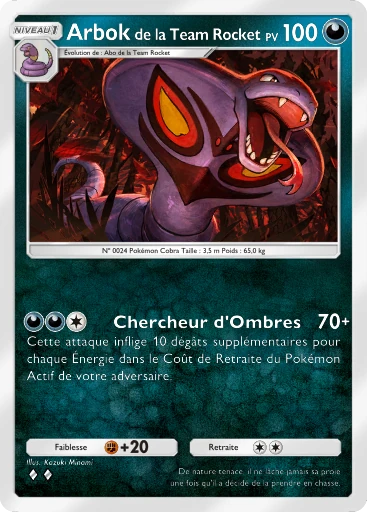 NIVEAU 1
Arbok de la Team Rocket PV 100
Évolution de : Abo de la Team Rocket
N° 0024 Pokémon Cobra Taille : 3,5 m Poids : 65,0 kg
Chercheur d'Ombres 70+
Cette attaque inflige 10 dégâts supplémentaires pour
chaque Énergie dans le Coût de Retraite du Pokémon
Actif de votre adversaire.
Faiblesse +20 Retraite
Illus. Kazuki Minami
De nature tenace, il ne lâche jamais sa proie
une fois qu'il a décidé de la prendre en chasse.